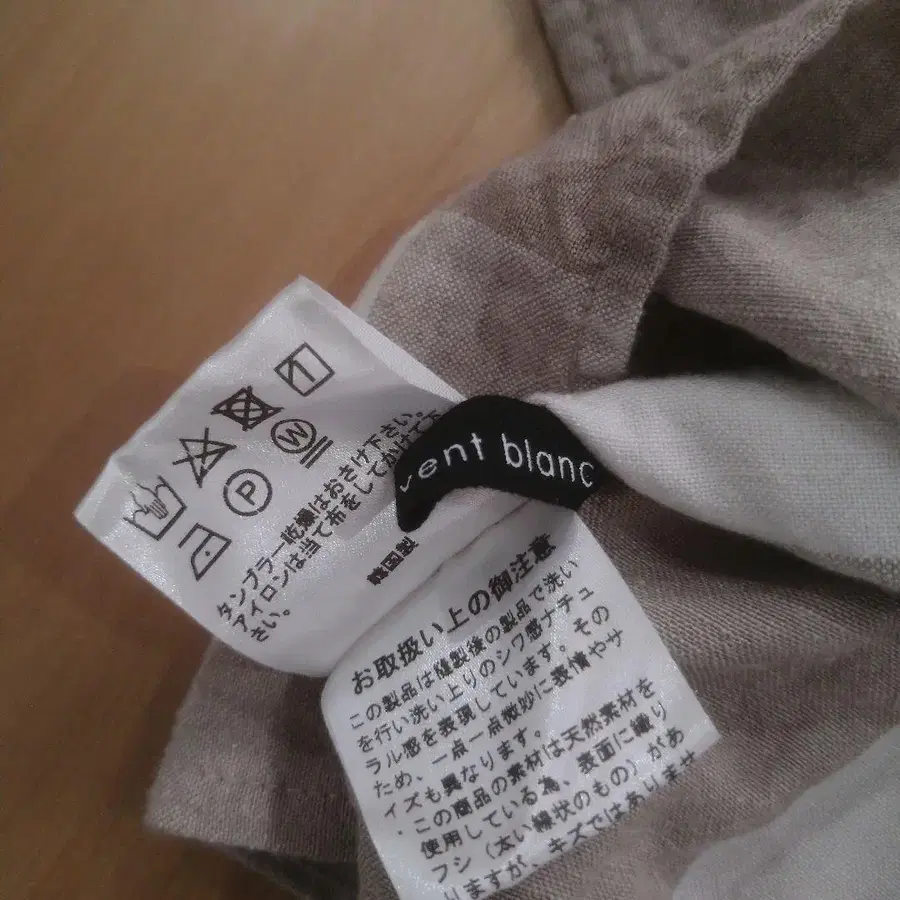 W
P
タンブラー乾燥はおさけ下さい。
アイロンは当て布をしてかけて下
さい。
vent blanc
韓国製
お取扱い上の御注意
この製品は縫製後の製品で洗い
を行い洗い上りのシワ感ナチュ
ラル感を表現しています。その
ため、一点一点微妙に表情やサ
イズも異なります。
・この商品の素材は天然素材を
使用している為、表面に織り
フシ（太い線状のもの）があ
りますが、キズではありませ